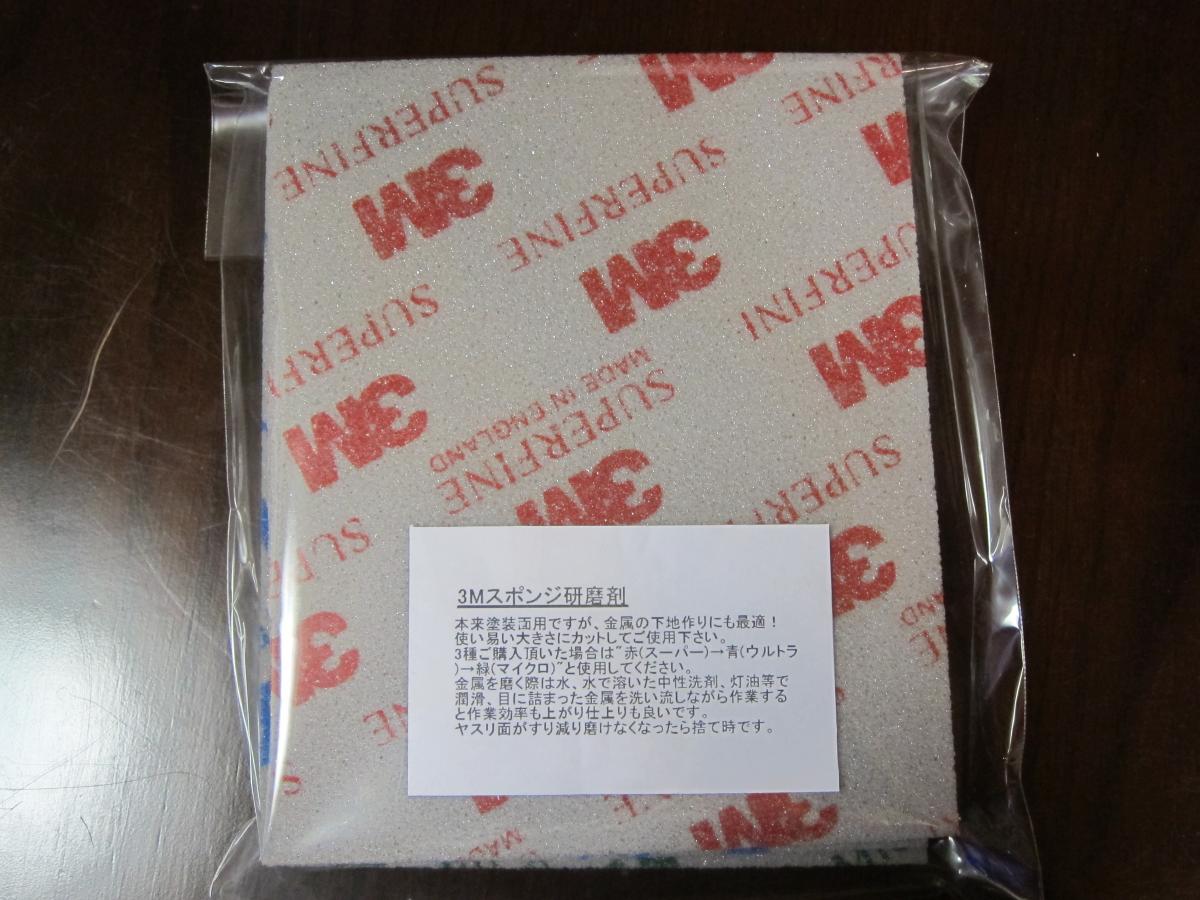 3M
SUPERFINE
SUPERFINE
3M
SUPERFINE
3M
SUPERFINE
3M
SUPERFI
3M
SUPERFINE
3M
MADE IN ENGLAND
SUPERFINE
3M
SUPERFINE
3M
3M
3Mスポンジ研磨剤
本来塗装面用ですが、金属の下地作りにも最適！
使い易い大きさにカットしてご使用下さい。
3種ご購入頂いた場合は"赤(スーパー)→青(ウルトラ
)→緑(マイクロ)"と使用してください。
金属を磨く際は水、水で溶いた中性洗剤、灯油等で
潤滑、目に詰まった金属を洗い流しながら作業する
と作業効率も上がり仕上りも良いです。
ヤスリ面がすり減り磨けなくなったら捨て時です。
3M